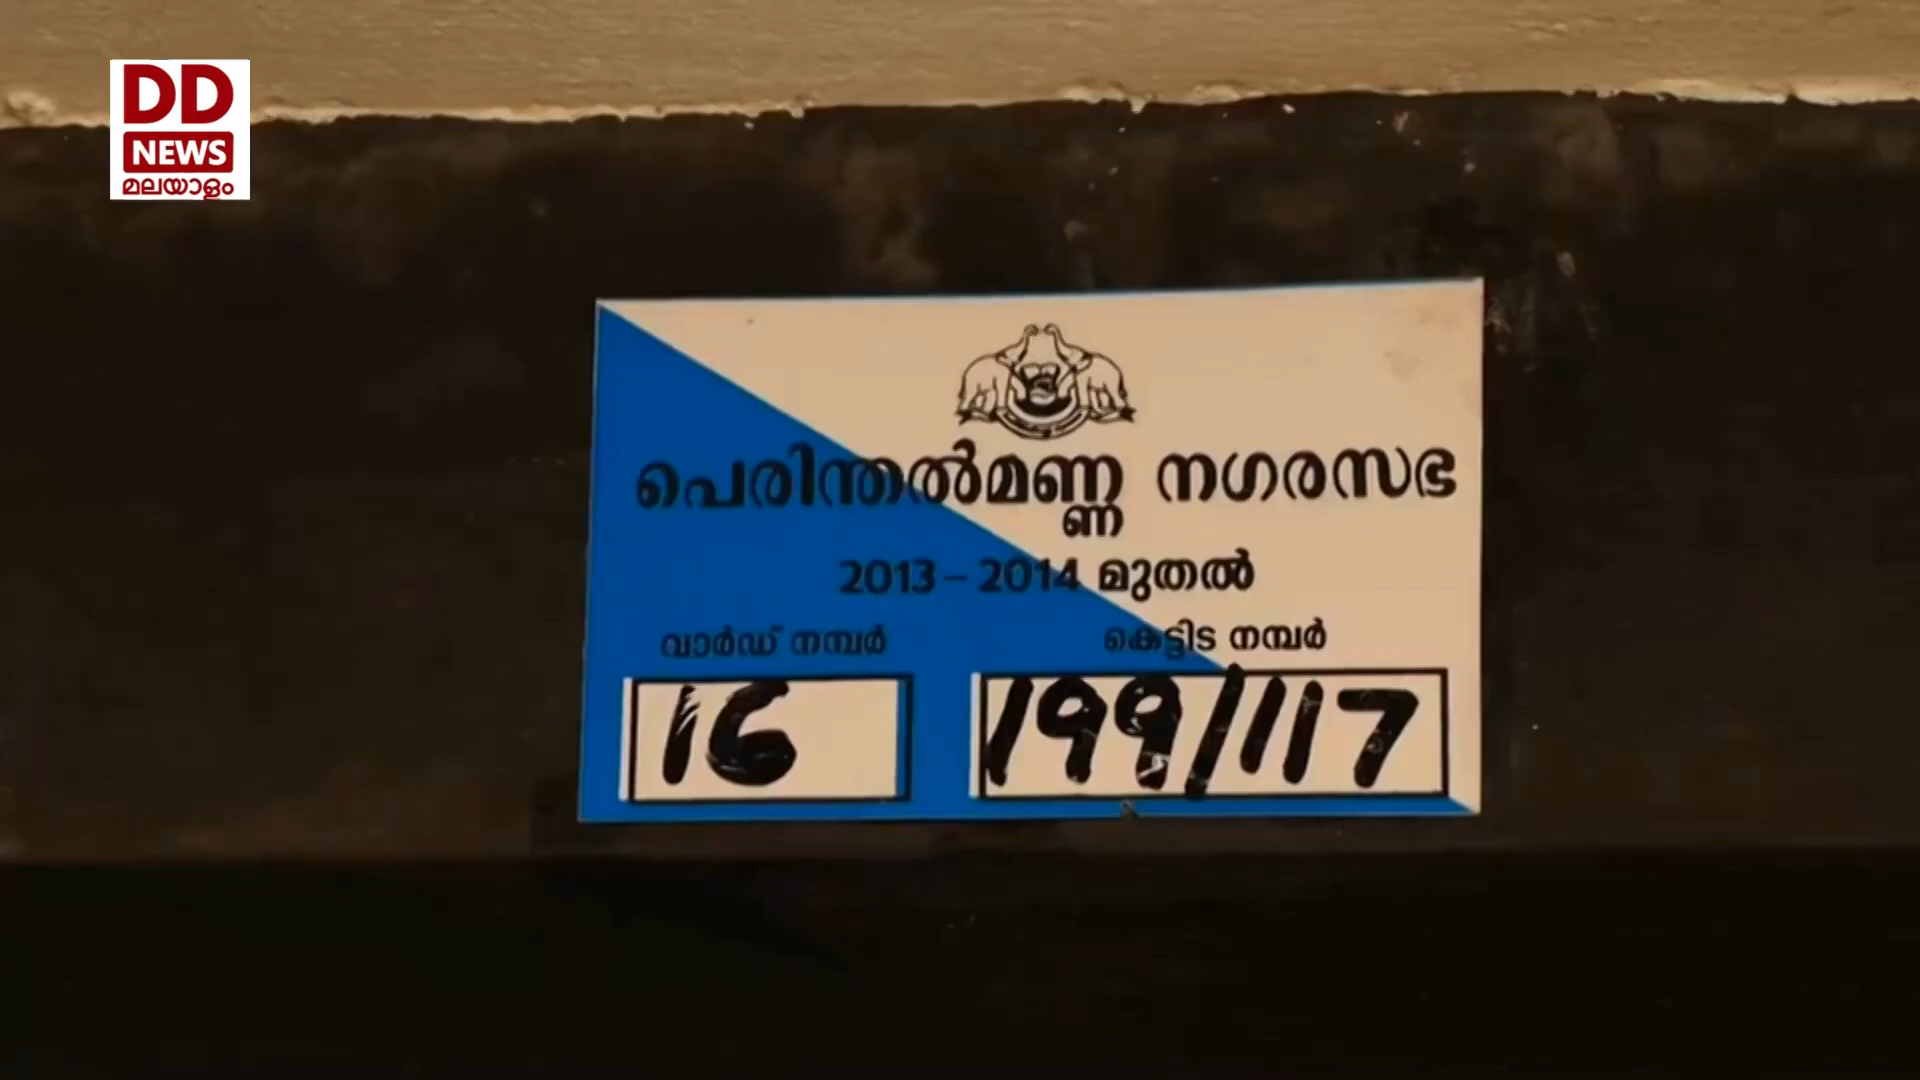 DD
NEWS
മലയാളം
പെരിന്തൽമണ്ണ നഗരസഭ
2013 - 2014 മുതൽ
വാർഡ് നമ്പർ കെട്ടിട നമ്പർ
16 199/117